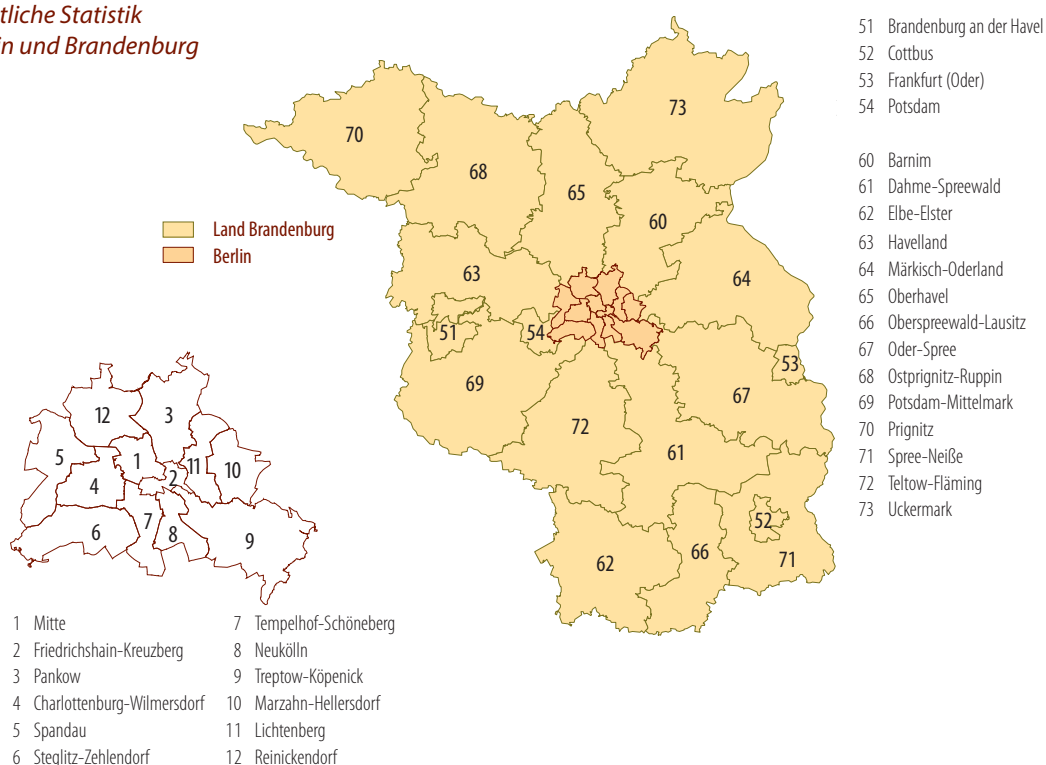 tliche Statistik
in und Brandenburg
51 Brandenburg an der Havel
52 Cottbus
53 Frankfurt (Oder)
54 Potsdam
60 Barnim
61 Dahme-Spreewald
62 Elbe-Elster
63 Havelland
64 Märkisch-Oderland
65 Oberhavel
66 Oberspreewald-Lausitz
67 Oder-Spree
68 Ostprignitz-Ruppin
69 Potsdam-Mittelmark
70 Prignitz
71 Spree-Neiße
72 Teltow-Fläming
73 Uckermark
73
70
68
65
60
Land Brandenburg
Berlin
63
64
51
54
53
69
67
72
61
52
66
62
71
12
3
5
1
11
10
4
2
7
6
8
9
1 Mitte
2 Friedrichshain-Kreuzberg
3 Pankow
4 Charlottenburg-Wilmersdorf
5 Spandau
6 Steglitz-Zehlendorf
7 Tempelhof-Schöneberg
8 Neukölln
9 Treptow-Köpenick
10 Marzahn-Hellersdorf
11 Lichtenberg
12 Reinickendorf